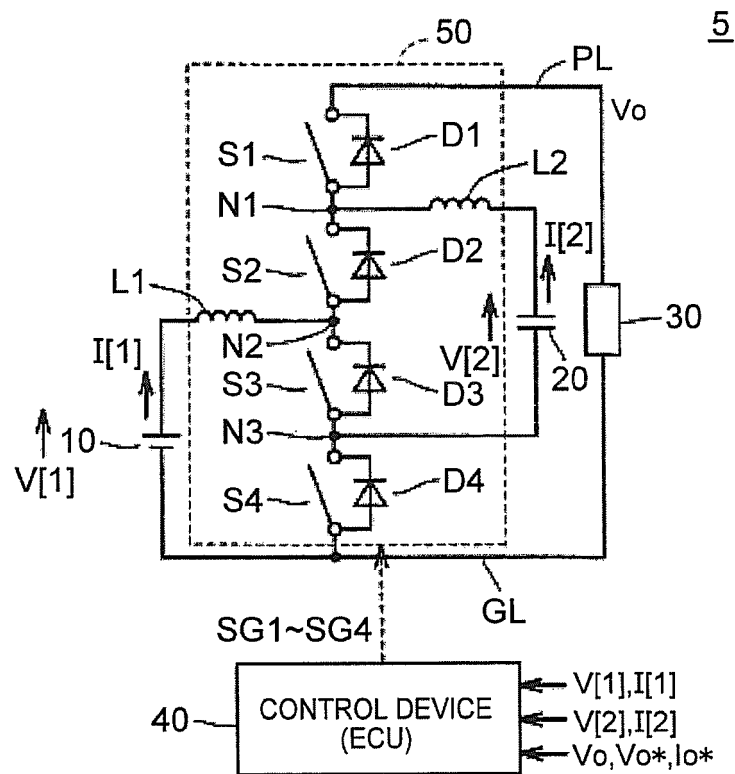 5
50
PL
Vo
S1
D1
L2
N1
I[2]
S2
D2
L1
30
N2
I[1]
V[2]
20
S3
D3
10
N3
V[1]
S4
D4
GL
SG1~SG4
40
CONTROL DEVICE
(ECU)
V[1],I[1]
V[2],I[2]
Vo,Vo*,Io*